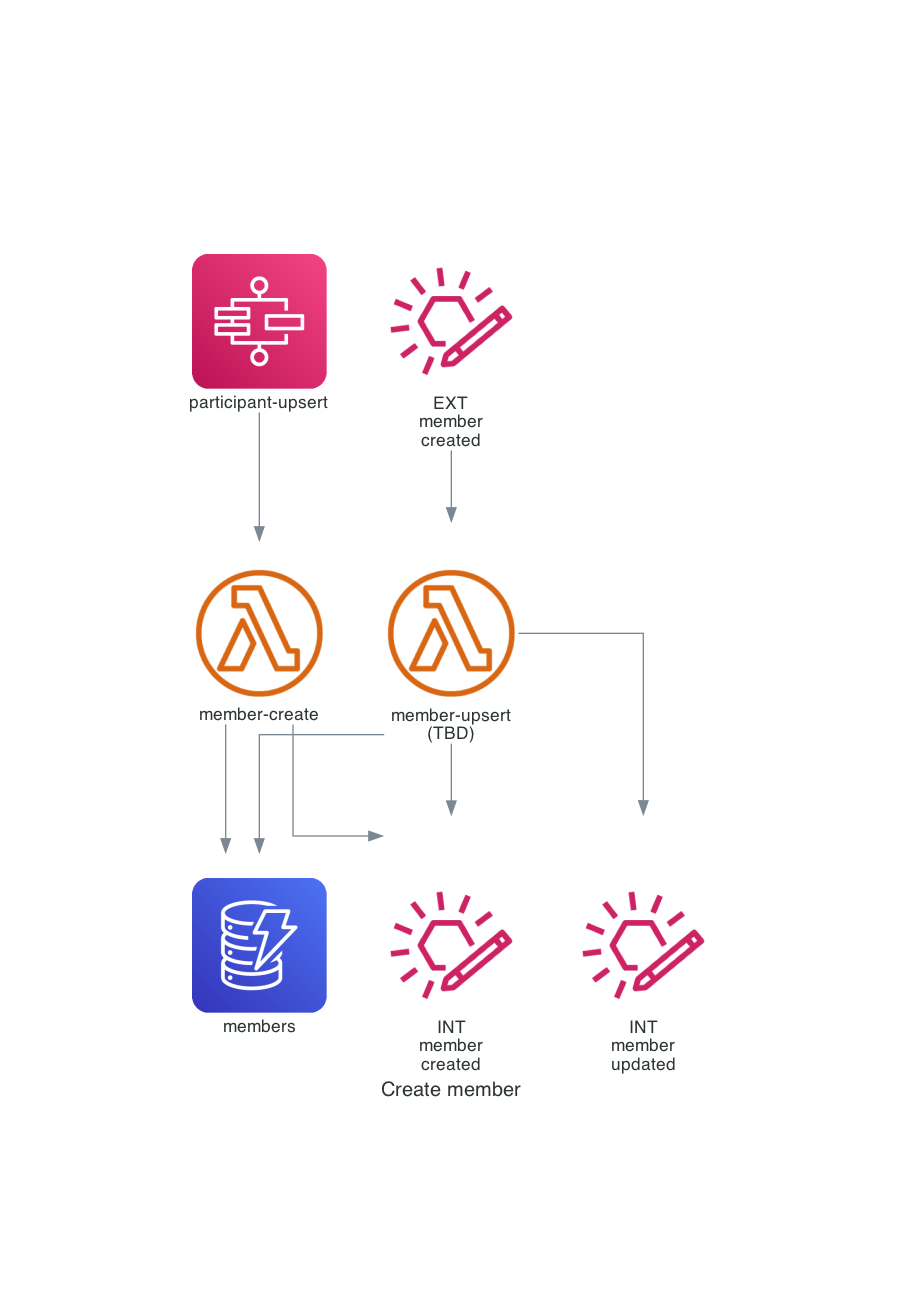 participant-upsert
EXT
member
created
member-create
member-upsert
(TBD)
members
INT
member
created
INT
member
updated
Create member